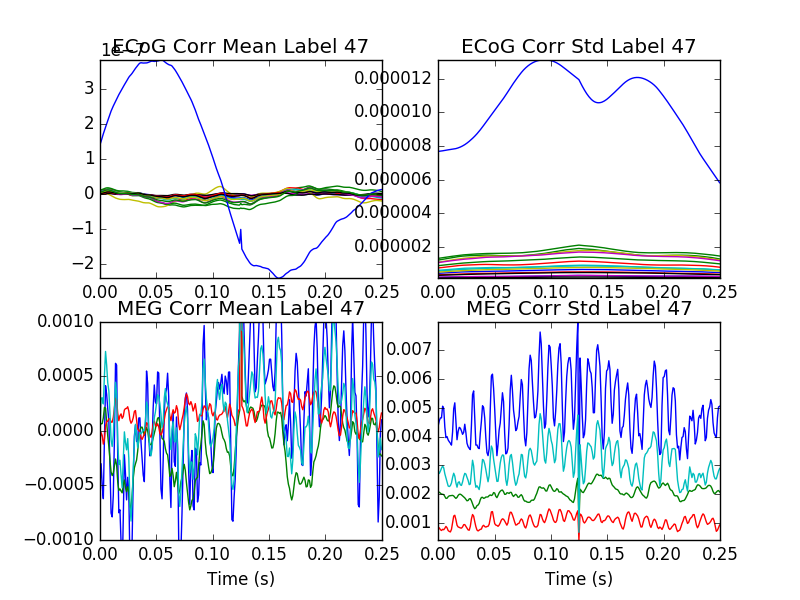 ECoG Corr Mean Label 47
1e−7
3
2
1
0
−1
−2
0.00 0.05 0.10 0.15 0.20 0.25
ECoG Corr Std Label 47
0.000012
0.000010
0.000008
0.000006
0.000004
0.000002
0.00 0.05 0.10 0.15 0.20 0.25
MEG Corr Mean Label 47
0.0010
0.0005
0.0000
−0.0005
−0.0010
0.00 0.05 0.10 0.15 0.20 0.25
Time (s)
MEG Corr Std Label 47
0.007
0.006
0.005
0.004
0.003
0.002
0.001
0.00 0.05 0.10 0.15 0.20 0.25
Time (s)